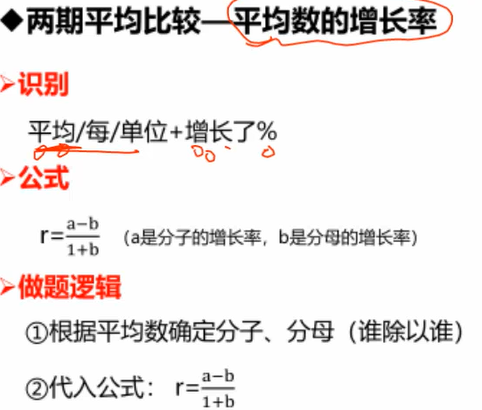 ◆两期平均比较—平均数的增长率
➢识别
平均/每/单位+增长了%
➢公式
r=\frac{a-b}{1+b} （a是分子的增长率，b是分母的增长率）
➢做题逻辑
①根据平均数确定分子、分母（谁除以谁）
②代入公式： r=\frac{a-b}{1+b}